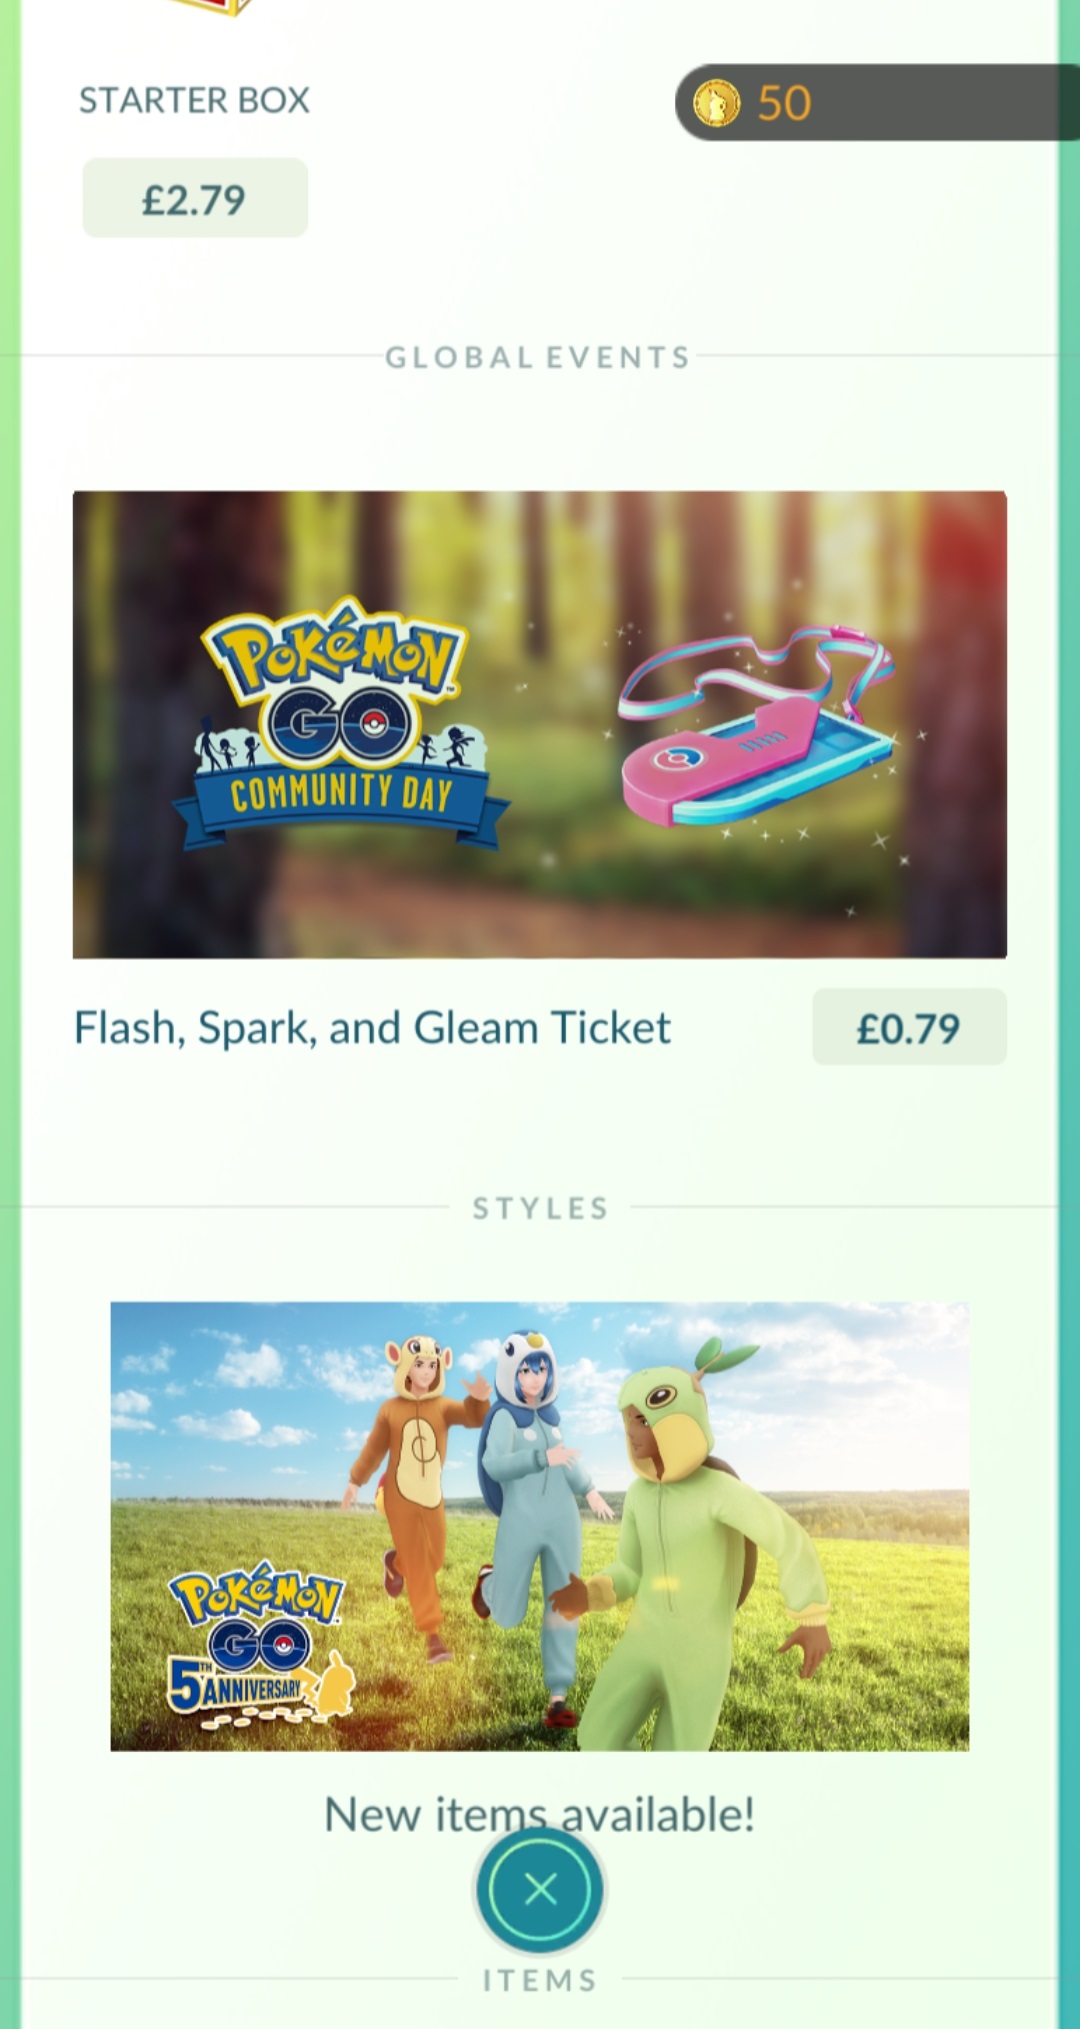 STARTER BOX
50
£2.79
GLOBAL EVENTS
POKéMON
GO
COMMUNITY DAY
Flash, Spark, and Gleam Ticket
£0.79
STYLES
POKéMON
GO
5TH ANNIVERSARY
New items available!
ITEMS